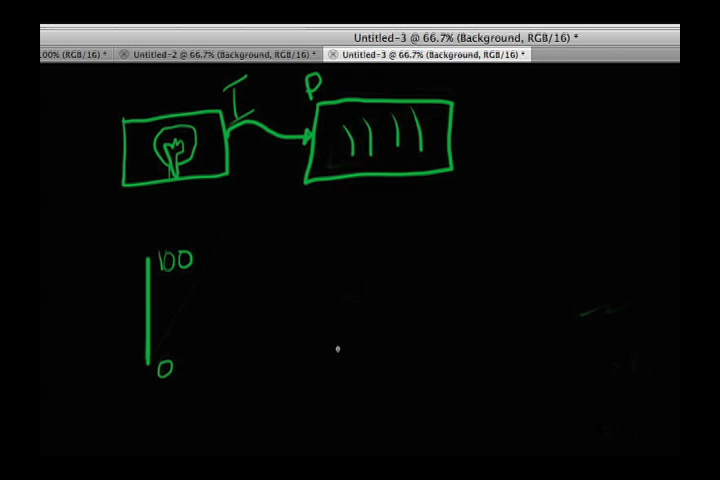 Untitled-3 @ 66.7% (Background, RGB/16) *
00% (RGB/16) * Untitled-2 @ 66.7% (Background, RGB/16) * Untitled-3 @ 66.7% (Background, RGB/16) *
I P
100
0